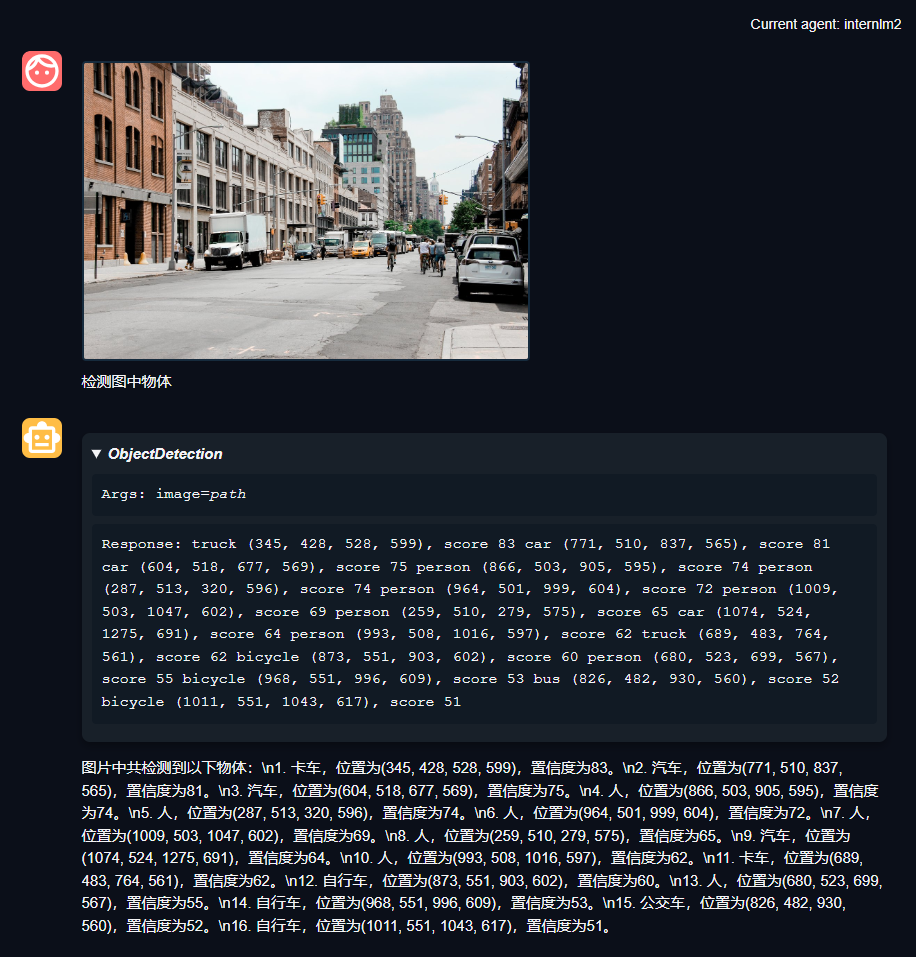 Current agent: internlm2
检测图中物体
▼ ObjectDetection
Args: image=path
Response: truck (345, 428, 528, 599), score 83 car (771, 510, 837, 565), score 81
car (604, 518, 677, 569), score 75 person (866, 503, 905, 595), score 74 person
(287, 513, 320, 596), score 74 person (964, 501, 999, 604), score 72 person (1009,
503, 1047, 602), score 69 person (259, 510, 279, 575), score 65 car (1074, 524,
1275, 691), score 64 person (993, 508, 1016, 597), score 62 truck (689, 483, 764,
561), score 62 bicycle (873, 551, 903, 602), score 60 person (680, 523, 699, 567),
score 55 bicycle (968, 551, 996, 609), score 53 bus (826, 482, 930, 560), score 52
bicycle (1011, 551, 1043, 617), score 51
图片中共检测到以下物体：\n1. 卡车，位置为(345, 428, 528, 599)，置信度为83。\n2. 汽车，位置为(771, 510, 837,
565)，置信度为81。\n3. 汽车，位置为(604, 518, 677, 569)，置信度为75。\n4. 人，位置为(866, 503, 905, 595)，置信度
为74。\n5. 人，位置为(287, 513, 320, 596)，置信度为74。\n6. 人，位置为(964, 501, 999, 604)，置信度为72。\n7. 人，
位置为(1009, 503, 1047, 602)，置信度为69。\n8. 人，位置为(259, 510, 279, 575)，置信度为65。\n9. 汽车，位置为
(1074, 524, 1275, 691)，置信度为64。\n10. 人，位置为(993, 508, 1016, 597)，置信度为62。\n11. 卡车，位置为(689,
483, 764, 561)，置信度为62。\n12. 自行车，位置为(873, 551, 903, 602)，置信度为60。\n13. 人，位置为(680, 523, 699,
567)，置信度为55。\n14. 自行车，位置为(968, 551, 996, 609)，置信度为53。\n15. 公交车，位置为(826, 482, 930,
560)，置信度为52。\n16. 自行车，位置为(1011, 551, 1043, 617)，置信度为51。